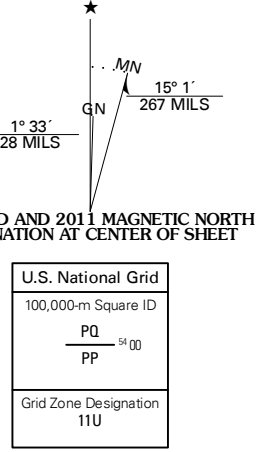 ★
MN
GN
15° 1´
267 MILS
1° 33´
28 MILS
D AND 2011 MAGNETIC NORTH
NATION AT CENTER OF SHEET
U.S. National Grid
100,000-m Square ID
PQ
54 00
PP
Grid Zone Designation
11U